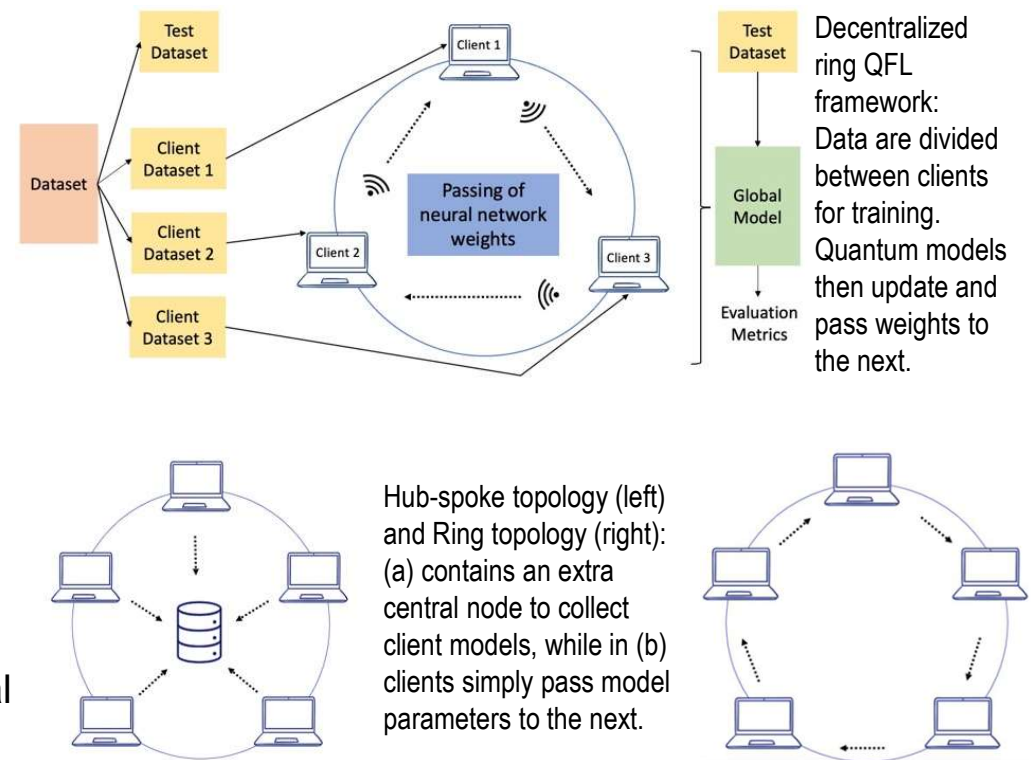 Test
Dataset
Client
Dataset 1
Dataset
Client
Dataset 2
Client
Dataset 3
Client 1
Passing of
neural network
weights
Client 2
Client 3
Test
Dataset
Global
Model
Evaluation
Metrics
Decentralized
ring QFL
framework:
Data are divided
between clients
for training.
Quantum models
then update and
pass weights to
the next.
Hub-spoke topology (left)
and Ring topology (right):
(a) contains an extra
central node to collect
client models, while in (b)
clients simply pass model
parameters to the next.